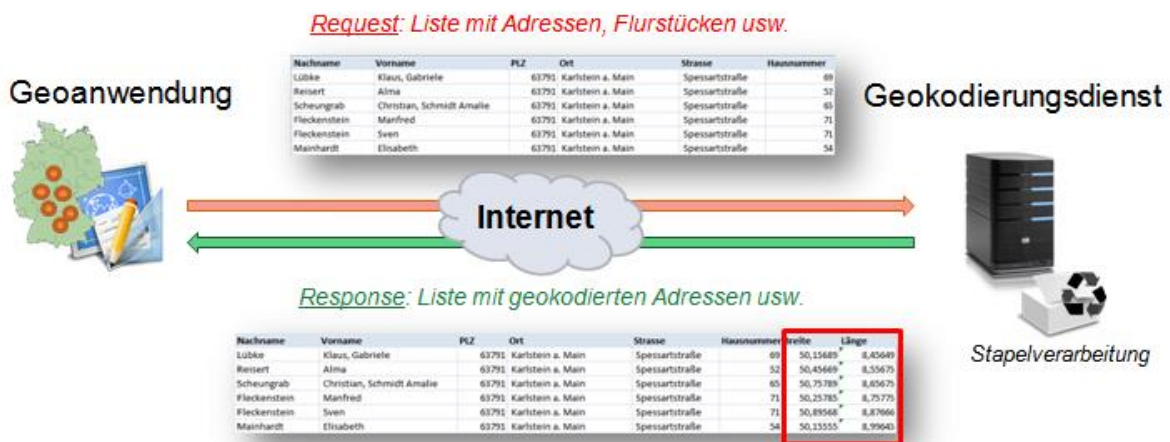 Request: Liste mit Adressen, Flurstücken usw.
Nachname Vorname PLZ Ort Strasse Hausnummer
Lübke Klaus, Gabriele 63791 Karlstein a. Main Spessartstraße 69
Reisert Alma 63791 Karlstein a. Main Spessartstraße 52
Scheungrab Christian, Schmidt Amalie 63791 Karlstein a. Main Spessartstraße 65
Fleckenstein Manfred 63791 Karlstein a. Main Spessartstraße 71
Fleckenstein Sven 63791 Karlstein a. Main Spessartstraße 71
Mainhardt Elisabeth 63791 Karlstein a. Main Spessartstraße 54
Geoanwendung
Geokodierungsdienst
Internet
Response: Liste mit geokodierten Adressen usw.
Nachname Vorname PLZ Ort Strasse Hausnummer Breite Länge
Lübke Klaus, Gabriele 63791 Karlstein a. Main Spessartstraße 69 50,15689 8,45649
Reisert Alma 63791 Karlstein a. Main Spessartstraße 52 50,45669 8,55675
Scheungrab Christian, Schmidt Amalie 63791 Karlstein a. Main Spessartstraße 65 50,75789 8,65675
Fleckenstein Manfred 63791 Karlstein a. Main Spessartstraße 71 50,25785 8,75775
Fleckenstein Sven 63791 Karlstein a. Main Spessartstraße 71 50,89568 8,87666
Mainhardt Elisabeth 63791 Karlstein a. Main Spessartstraße 54 50,15555 8,99645
Stapelverarbeitung